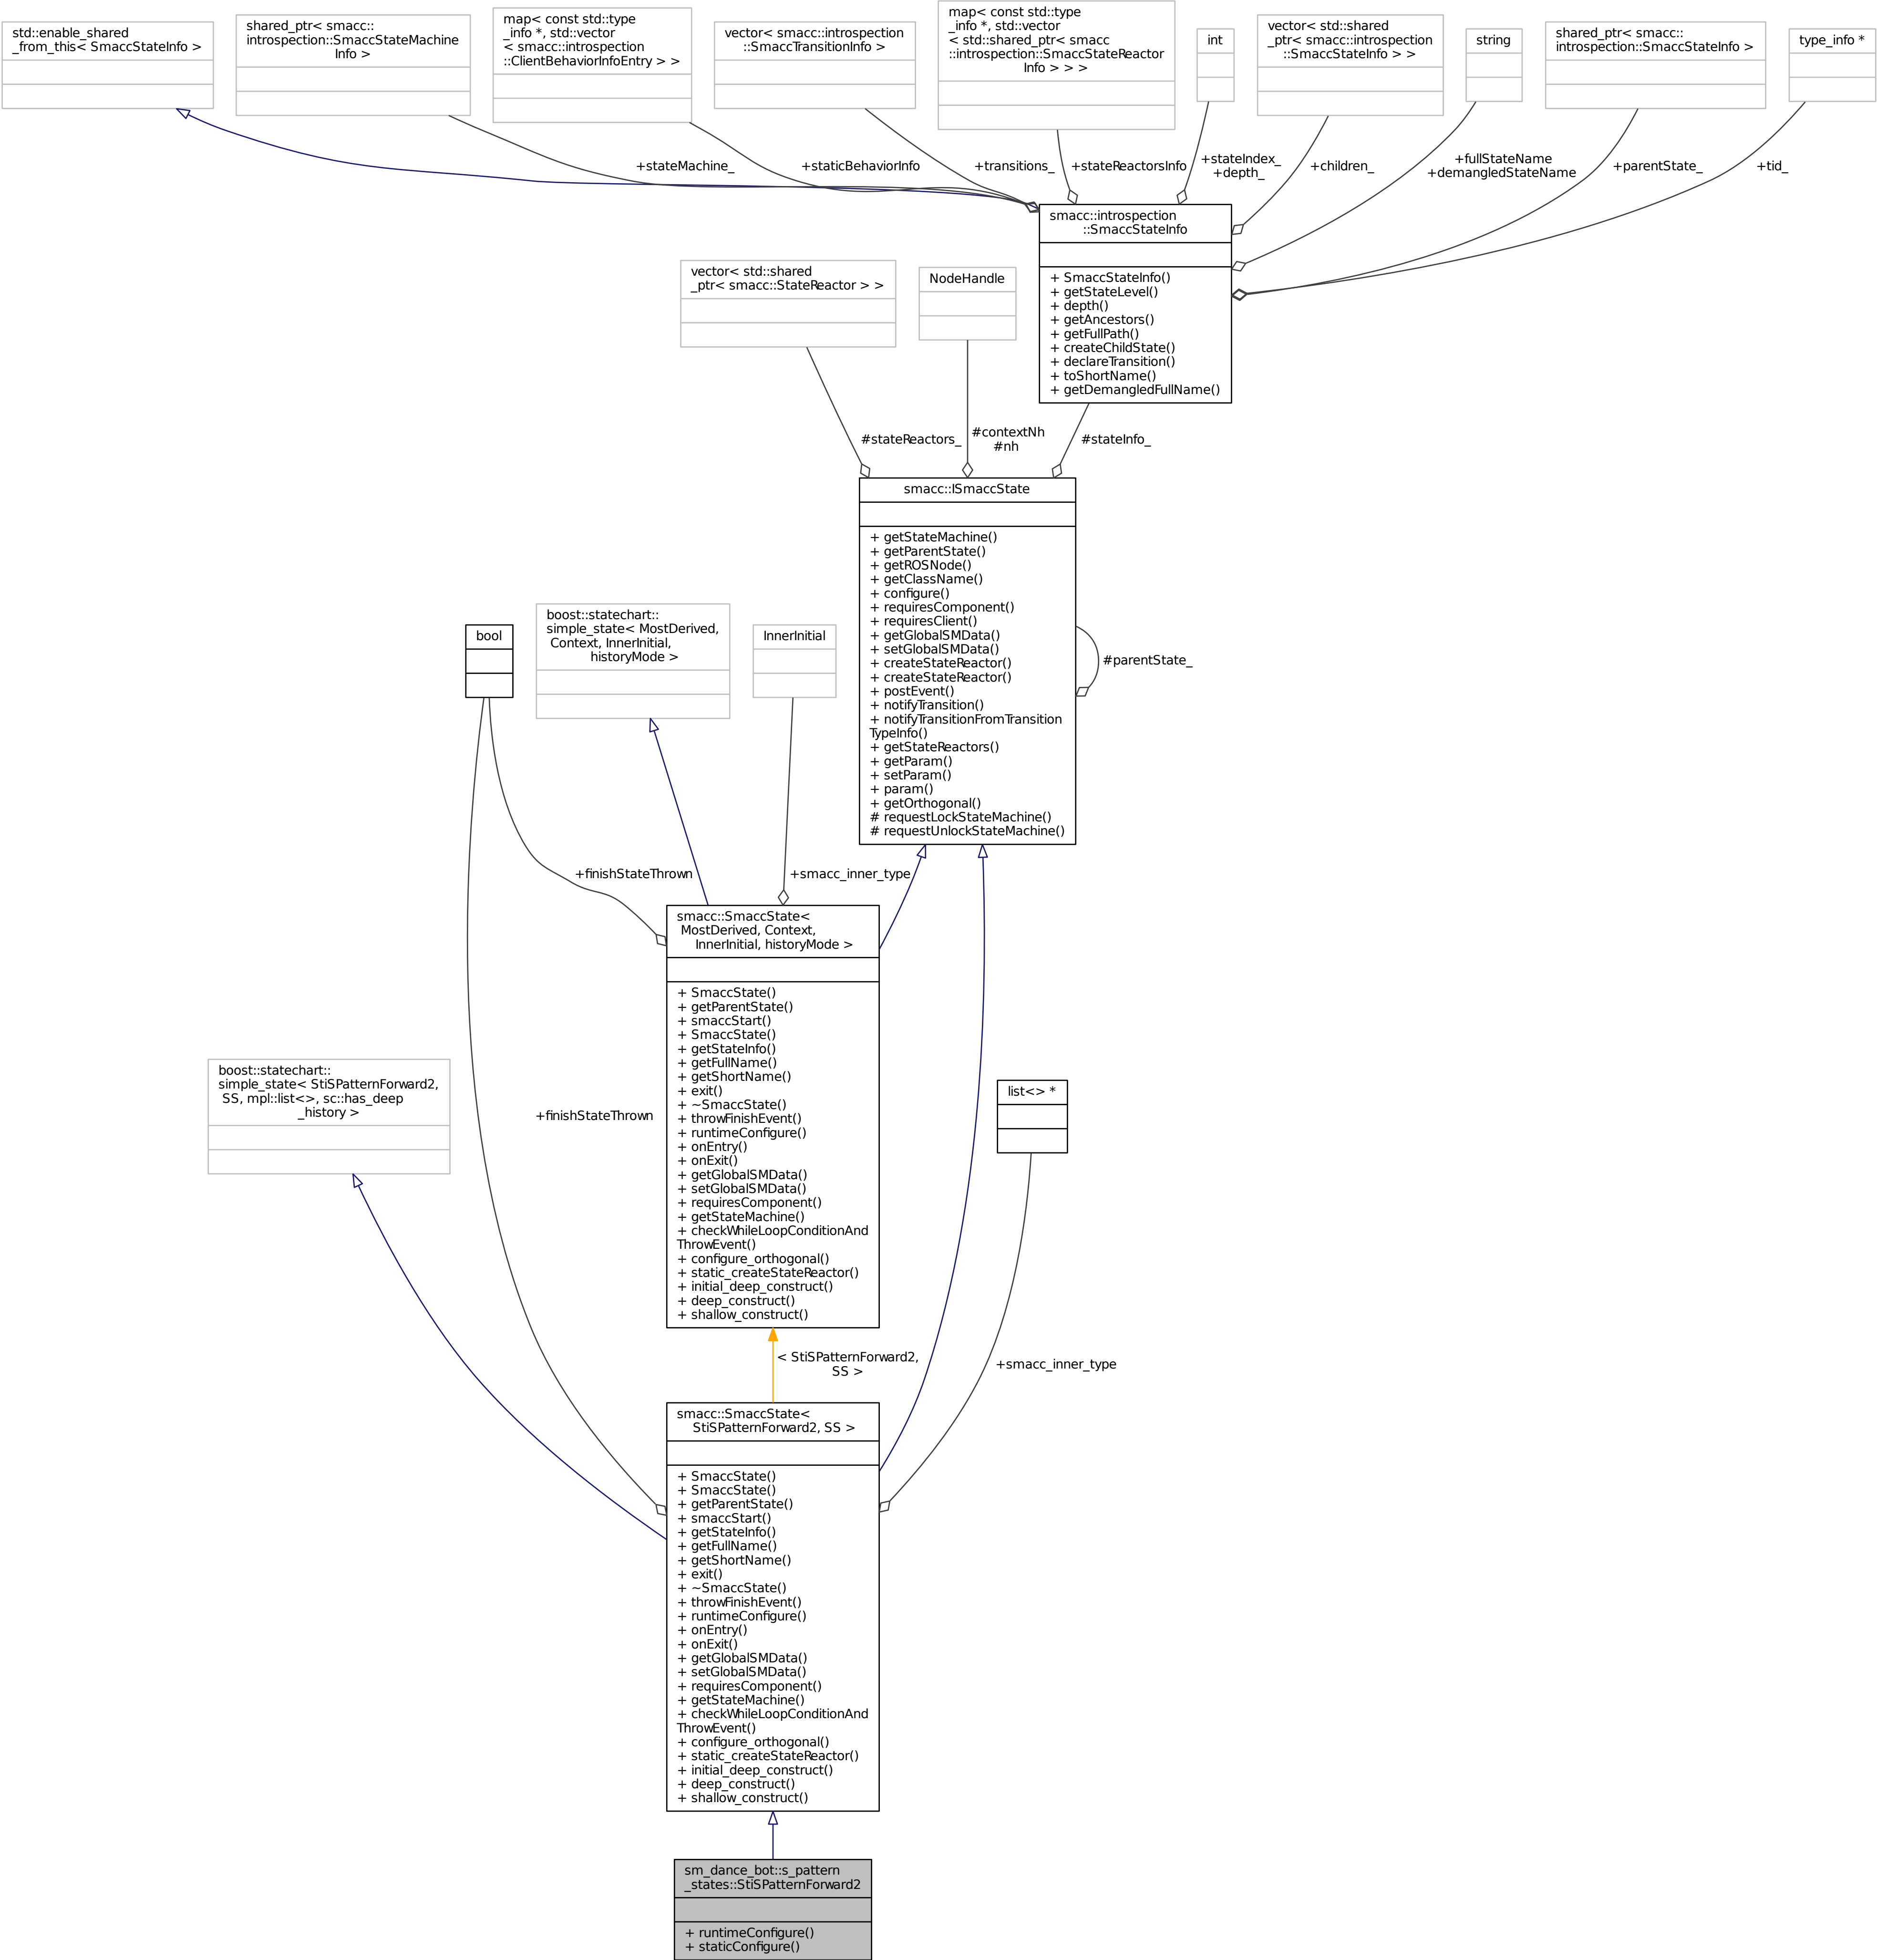 std::enable_shared
_from_this< SmaccStateInfo >
shared_ptr< smacc::
introspection::SmaccStateMachine
Info >
map< const std::type
_info *, std::vector
< smacc::introspection
::ClientBehaviorInfoEntry > >
vector< smacc::introspection
::SmaccTransitionInfo >
map< const std::type
_info *, std::vector
< std::shared_ptr< smacc
::introspection::SmaccStateReactor
Info > > >
int
vector< std::shared
_ptr< smacc::introspection
::SmaccStateInfo > >
string
shared_ptr< smacc::
introspection::SmaccStateInfo >
type_info *
+stateMachine_
+staticBehaviorInfo
+transitions_
+stateReactorsInfo
+stateIndex_
+depth_
+children_
+fullStateName
+demangledStateName
+parentState_
+tid_
smacc::introspection
::SmaccStateInfo
+ SmaccStateInfo()
+ getStateLevel()
+ depth()
+ getAncestors()
+ getFullPath()
+ createChildState()
+ declareTransition()
+ toShortName()
+ getDemangledFullName()
vector< std::shared
_ptr< smacc::StateReactor > >
NodeHandle
#stateReactors_
#contextNh
#nh
#stateInfo_
smacc::ISmaccState
+ getStateMachine()
+ getParentState()
+ getROSNode()
+ getClassName()
+ configure()
+ requiresComponent()
+ requiresClient()
+ getGlobalSMData()
+ setGlobalSMData()
+ createStateReactor()
+ createStateReactor()
+ postEvent()
+ notifyTransition()
+ notifyTransitionFromTransition
TypeInfo()
+ getStateReactors()
+ getParam()
+ setParam()
+ param()
+ getOrthogonal()
# requestLockStateMachine()
# requestUnlockStateMachine()
#parentState_
bool
boost::statechart::
simple_state< MostDerived,
Context, InnerInitial,
historyMode >
InnerInitial
+finishStateThrown
+smacc_inner_type
smacc::SmaccState<
MostDerived, Context,
InnerInitial, historyMode >
+ SmaccState()
+ getParentState()
+ smaccStart()
+ SmaccState()
+ getStateInfo()
+ getFullName()
+ getShortName()
+ exit()
+ ~SmaccState()
+ throwFinishEvent()
+ runtimeConfigure()
+ onEntry()
+ onExit()
+ getGlobalSMData()
+ setGlobalSMData()
+ requiresComponent()
+ getStateMachine()
+ checkWhileLoopConditionAnd
ThrowEvent()
+ configure_orthogonal()
+ static_createStateReactor()
+ initial_deep_construct()
+ deep_construct()
+ shallow_construct()
boost::statechart::
simple_state< StiSPatternForward2,
SS, mpl::list<>, sc::has_deep
_history >
+finishStateThrown
list<> *
< StiSPatternForward2,
SS >
+smacc_inner_type
smacc::SmaccState<
StiSPatternForward2, SS >
+ SmaccState()
+ SmaccState()
+ getParentState()
+ smaccStart()
+ getStateInfo()
+ getFullName()
+ getShortName()
+ exit()
+ ~SmaccState()
+ throwFinishEvent()
+ runtimeConfigure()
+ onEntry()
+ onExit()
+ getGlobalSMData()
+ setGlobalSMData()
+ requiresComponent()
+ getStateMachine()
+ checkWhileLoopConditionAnd
ThrowEvent()
+ configure_orthogonal()
+ static_createStateReactor()
+ initial_deep_construct()
+ deep_construct()
+ shallow_construct()
sm_dance_bot::s_pattern
_states::StiSPatternForward2
+ runtimeConfigure()
+ staticConfigure()